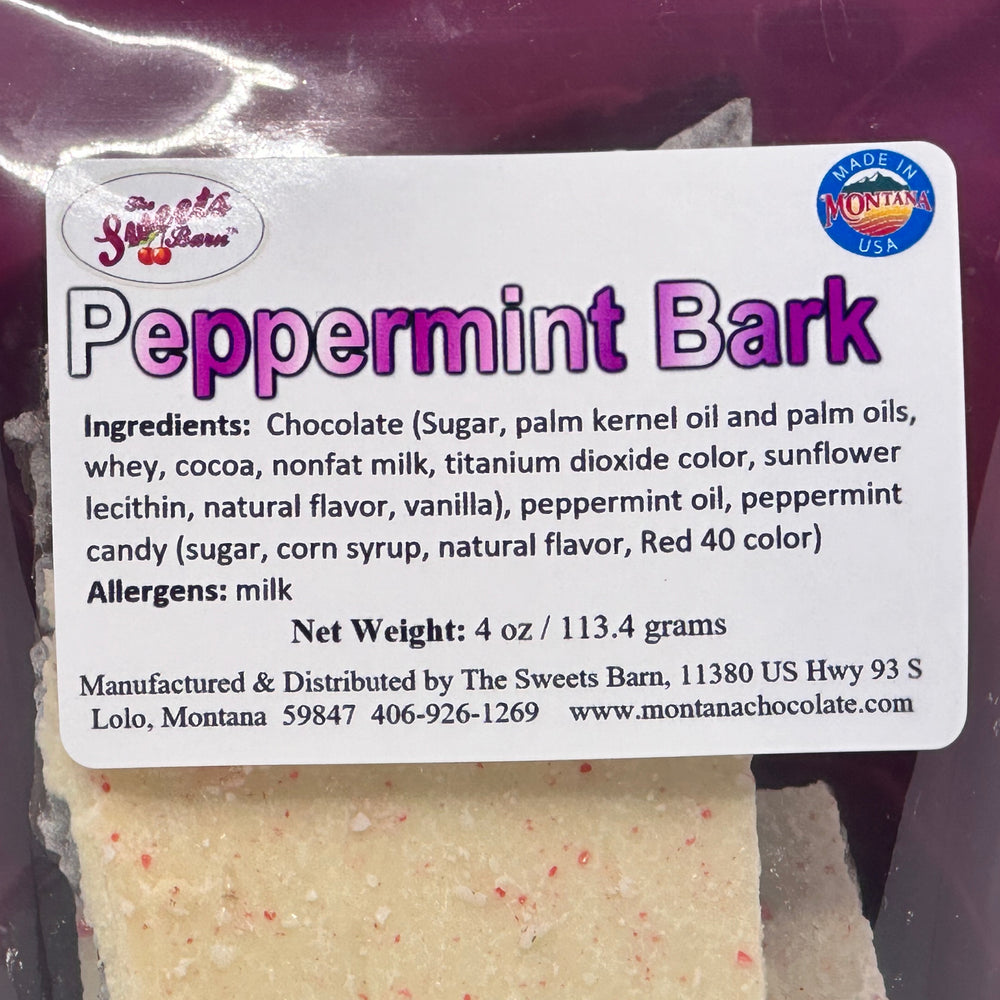 The
Sweets
Barn™
MADE IN
MONTANA
USA
Peppermint Bark
Ingredients: Chocolate (Sugar, palm kernel oil and palm oils,
whey, cocoa, nonfat milk, titanium dioxide color, sunflower
lecithin, natural flavor, vanilla), peppermint oil, peppermint
candy (sugar, corn syrup, natural flavor, Red 40 color)
Allergens: milk
Net Weight: 4 oz / 113.4 grams
Manufactured & Distributed by The Sweets Barn, 11380 US Hwy 93 S
Lolo, Montana 59847 406-926-1269 www.montanachocolate.com